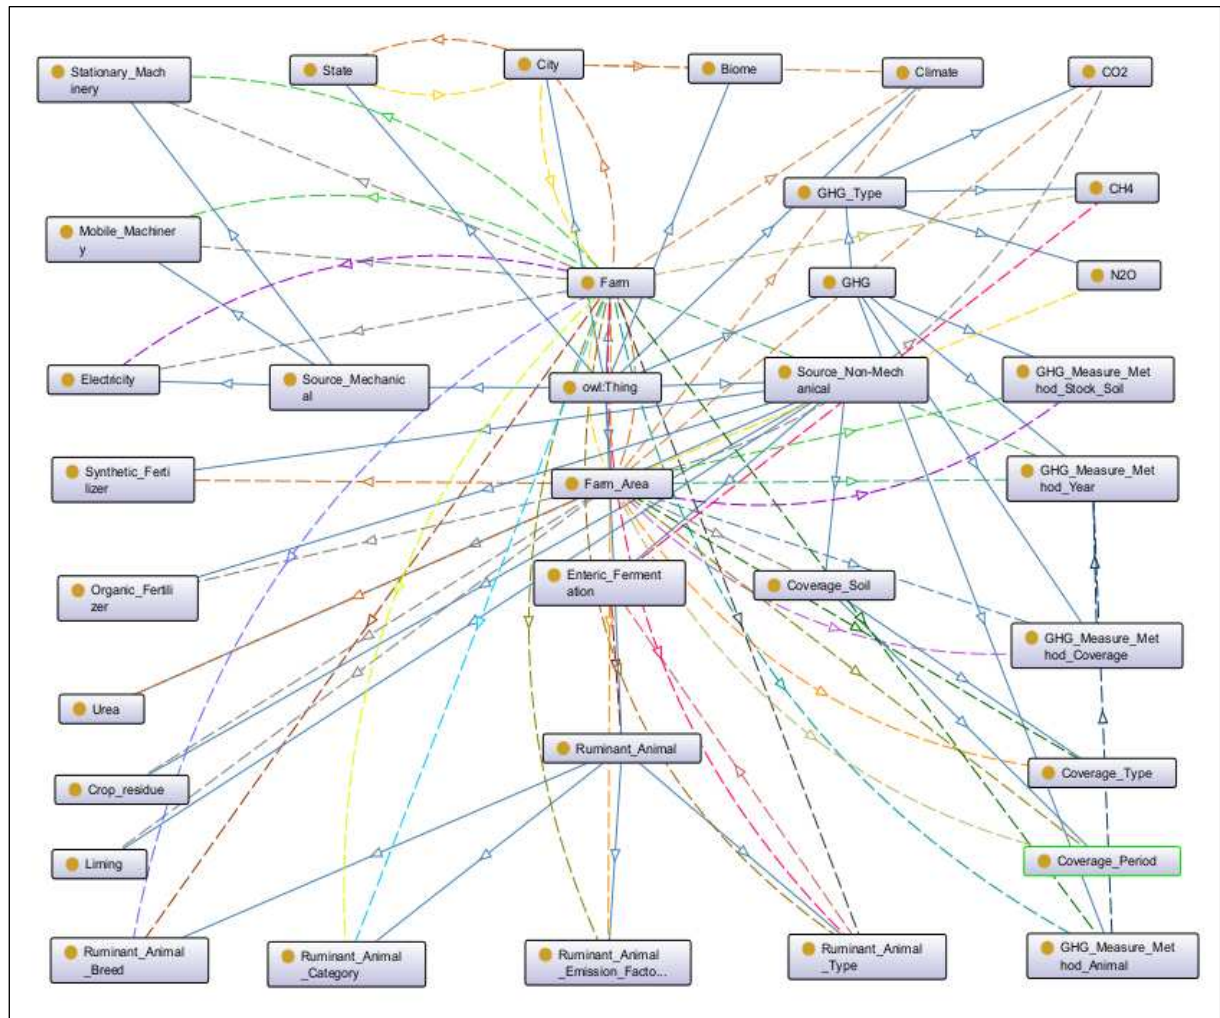 Stationary_Mach
inery
State
City
Biome
Climate
CO2
GHG_Type
CH4
Mobile_Machiner
y
Farm
GHG
N2O
Electricity
Source_Mechanic
al
owl:Thing
Source_Non-Mech
anical
GHG_Measure_Met
hod_Stock_Soil
Synthetic_Ferti
lizer
Farm_Area
GHG_Measure_Met
hod_Year
Organic_Fertili
zer
Enteric_Ferment
ation
Coverage_Soil
GHG_Measure_Met
hod_Coverage
Urea
Ruminant_Animal
Coverage_Type
Crop_residue
Liming
Coverage_Period
Ruminant_Animal
_Breed
Ruminant_Animal
_Category
Ruminant_Animal
_Emission_Facto...
Ruminant_Animal
_Type
GHG_Measure_Met
hod_Animal